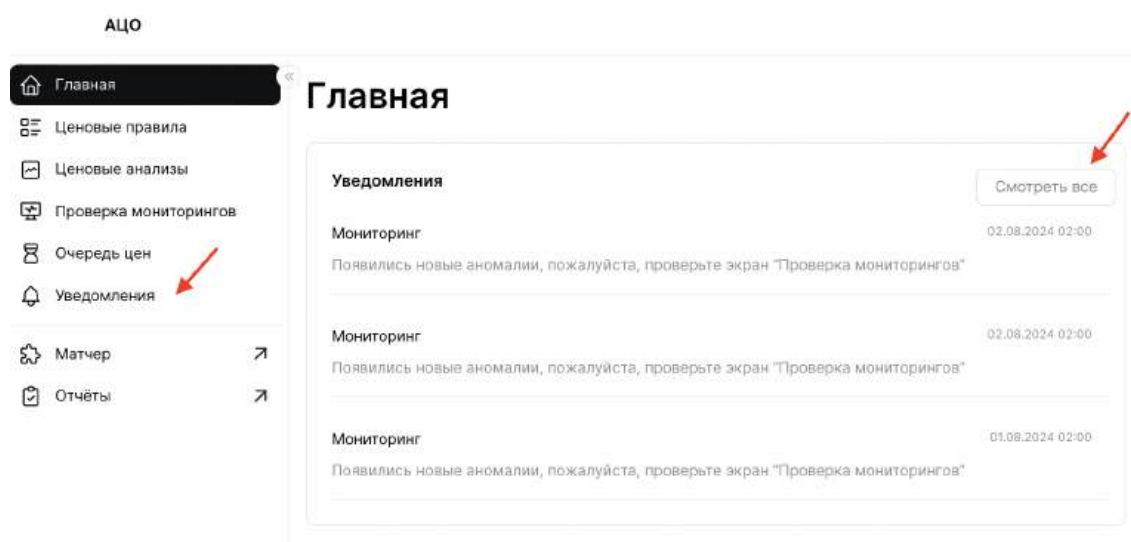 АЦО
Главная
Ценовые правила
Ценовые анализы
Проверка мониторингов
Очередь цен
Уведомления
Матчер
Отчёты
Главная
Уведомления
Смотреть все
Мониторинг
02.08.2024 02:00
Появились новые аномалии, пожалуйста, проверьте экран "Проверка мониторингов"
Мониторинг
02.08.2024 02:00
Появились новые аномалии, пожалуйста, проверьте экран "Проверка мониторингов"
Мониторинг
01.08.2024 02:00
Появились новые аномалии, пожалуйста, проверьте экран "Проверка мониторингов"